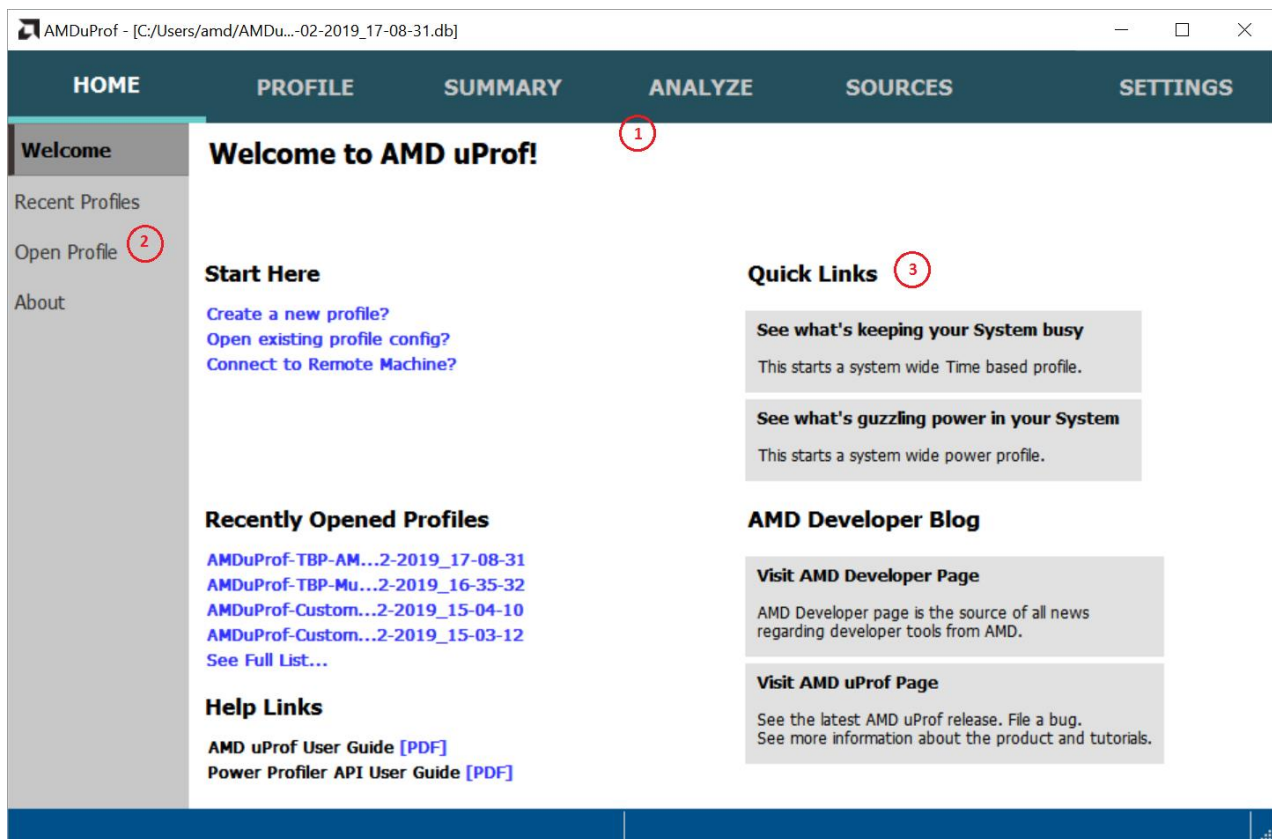 AMDuProf - [C:/Users/amd/AMDu...-02-2019_17-08-31.db]
HOME PROFILE SUMMARY ANALYZE SOURCES SETTINGS
1
Welcome
Recent Profiles
Open Profile 2
About
Welcome to AMD uProf!
Start Here
Create a new profile?
Open existing profile config?
Connect to Remote Machine?
Quick Links 3
See what's keeping your System busy
This starts a system wide Time based profile.
See what's guzzling power in your System
This starts a system wide power profile.
Recently Opened Profiles
AMDuProf-TBP-AM...2-2019_17-08-31
AMDuProf-TBP-Mu...2-2019_16-35-32
AMDuProf-Custom...2-2019_15-04-10
AMDuProf-Custom...2-2019_15-03-12
See Full List...
AMD Developer Blog
Visit AMD Developer Page
AMD Developer page is the source of all news
regarding developer tools from AMD.
Visit AMD uProf Page
See the latest AMD uProf release. File a bug.
See more information about the product and tutorials.
Help Links
AMD uProf User Guide [PDF]
Power Profiler API User Guide [PDF]